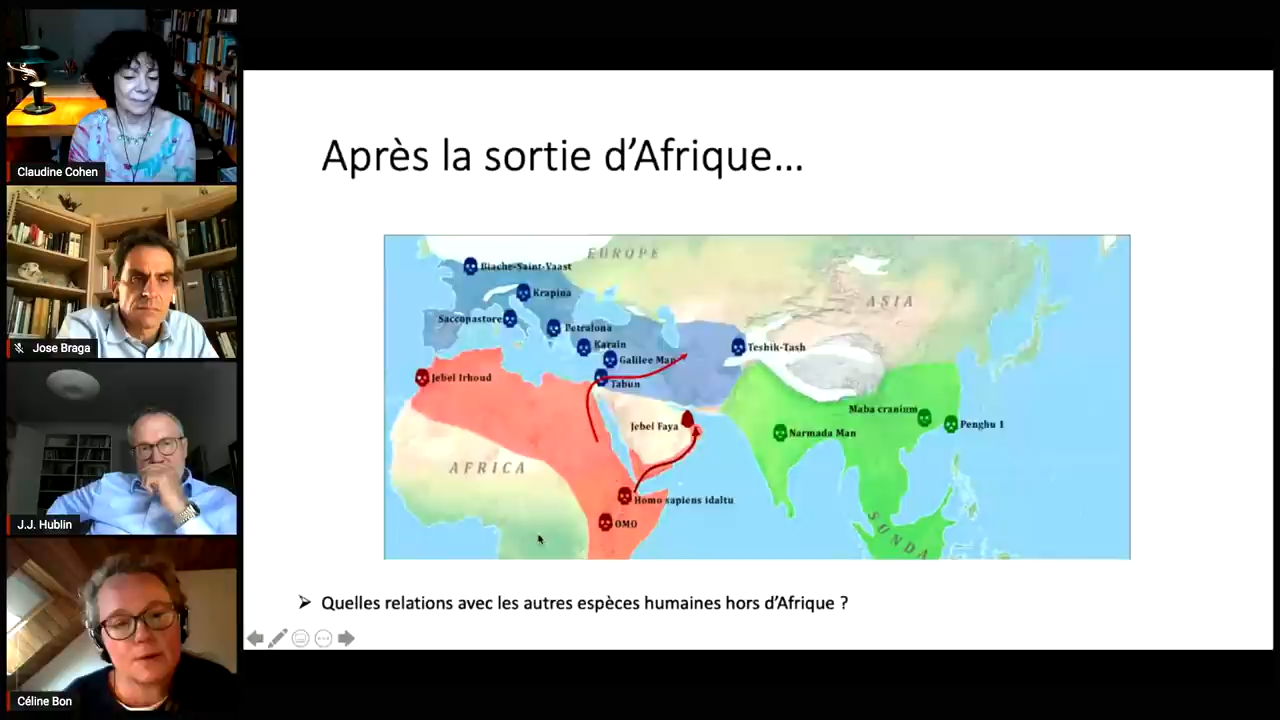 Claudine Cohen
Jose Braga
J.J. Hublin
Céline Bon
Après la sortie d’Afrique…
EUROPE
Biache-Saint-Vaast
ASIA
Krapina
Saccopastore
Petralona
Karain
Teshik-Tash
Galilee Man
Jebel Irhoud
Tabun
Maba cranium
Jebel Faya
Penghu 1
Narmada Man
AFRICA
Homo sapiens idaltu
OMO
SUNDA
➢ Quelles relations avec les autres espèces humaines hors d’Afrique ?